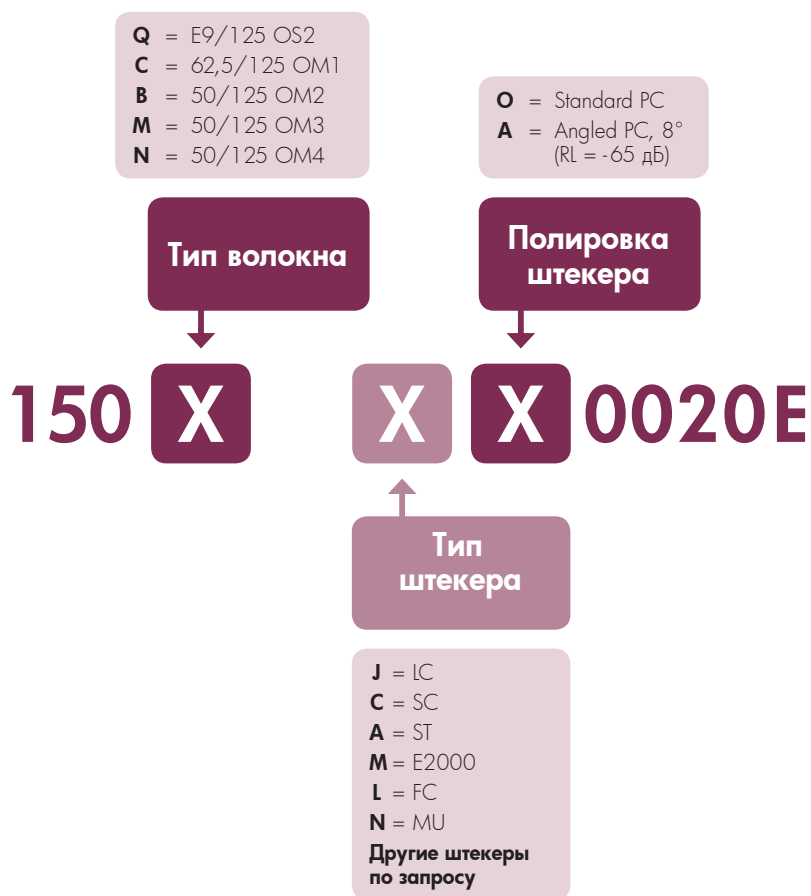 Q = E9/125 OS2
C = 62,5/125 OM1
B = 50/125 OM2
M = 50/125 OM3
N = 50/125 OM4
O = Standard PC
A = Angled PC, 8°
(RL = -65 дБ)
Тип волокна
Полировка
штекера
150 X X X 0020E
Тип
штекера
J = LC
C = SC
A = ST
M = E2000
L = FC
N = MU
Другие штекеры
по запросу